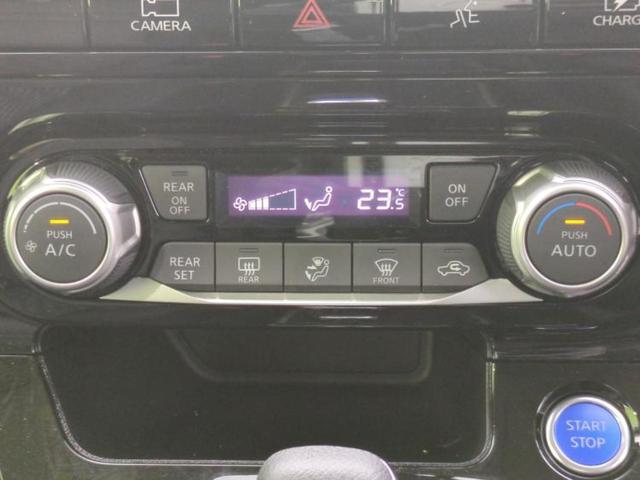 CAMERA
CHARG
REAR
ON
OFF
23.5
°C
ON
OFF
PUSH
A/C
PUSH
AUTO
REAR
SET
REAR
FRONT
START
STOP